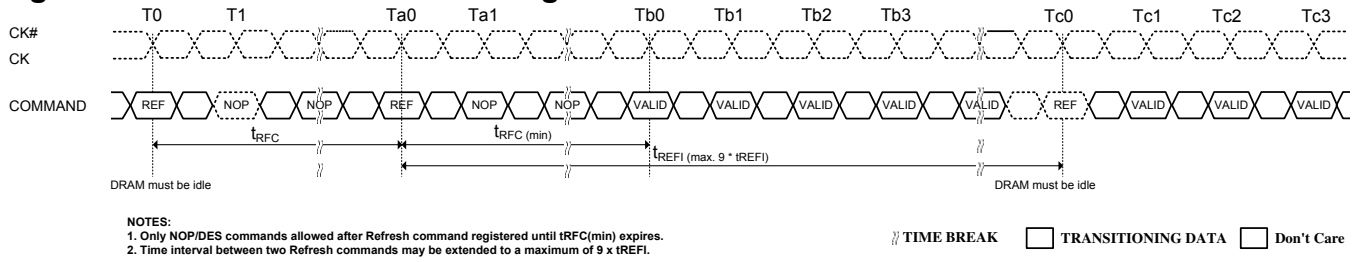 T0 T1 Ta0 Ta1 Tb0 Tb1 Tb2 Tb3 Tc0 Tc1 Tc2 Tc3
CK#
CK
COMMAND REF NOP NOP REF NOP NOP VALID VALID VALID VALID VALID REF VALID VALID VALID
tRFC tRFC (min)
tREFI (max. 9 * tREFI)
DRAM must be idle DRAM must be idle
NOTES:
1. Only NOP/DES commands allowed after Refresh command registered until tRFC(min) expires.
2. Time interval between two Refresh commands may be extended to a maximum of 9 x tREFI.
TIME BREAK TRANSITIONING DATA Don't Care